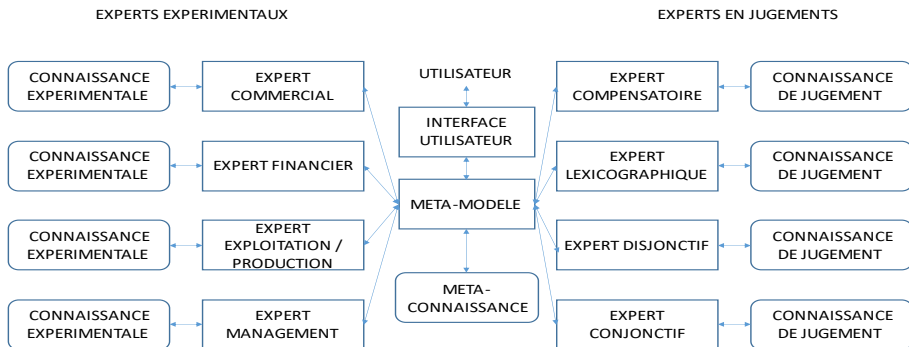 EXPERTS EXPERIMENTAUX
EXPERTS EN JUGEMENTS
CONNAISSANCE
EXPERIMENTALE
EXPERT
COMMERCIAL
UTILISATEUR
EXPERT
COMPENSATOIRE
CONNAISSANCE
DE JUGEMENT
INTERFACE
UTILISATEUR
CONNAISSANCE
EXPERIMENTALE
EXPERT FINANCIER
EXPERT
LEXICOGRAPHIQUE
CONNAISSANCE
DE JUGEMENT
META-MODELE
CONNAISSANCE
EXPERIMENTALE
EXPERT
EXPLOITATION /
PRODUCTION
EXPERT DISJONCTIF
CONNAISSANCE
DE JUGEMENT
META-
CONNAISSANCE
CONNAISSANCE
EXPERIMENTALE
EXPERT
MANAGEMENT
EXPERT
CONJONCTIF
CONNAISSANCE
DE JUGEMENT